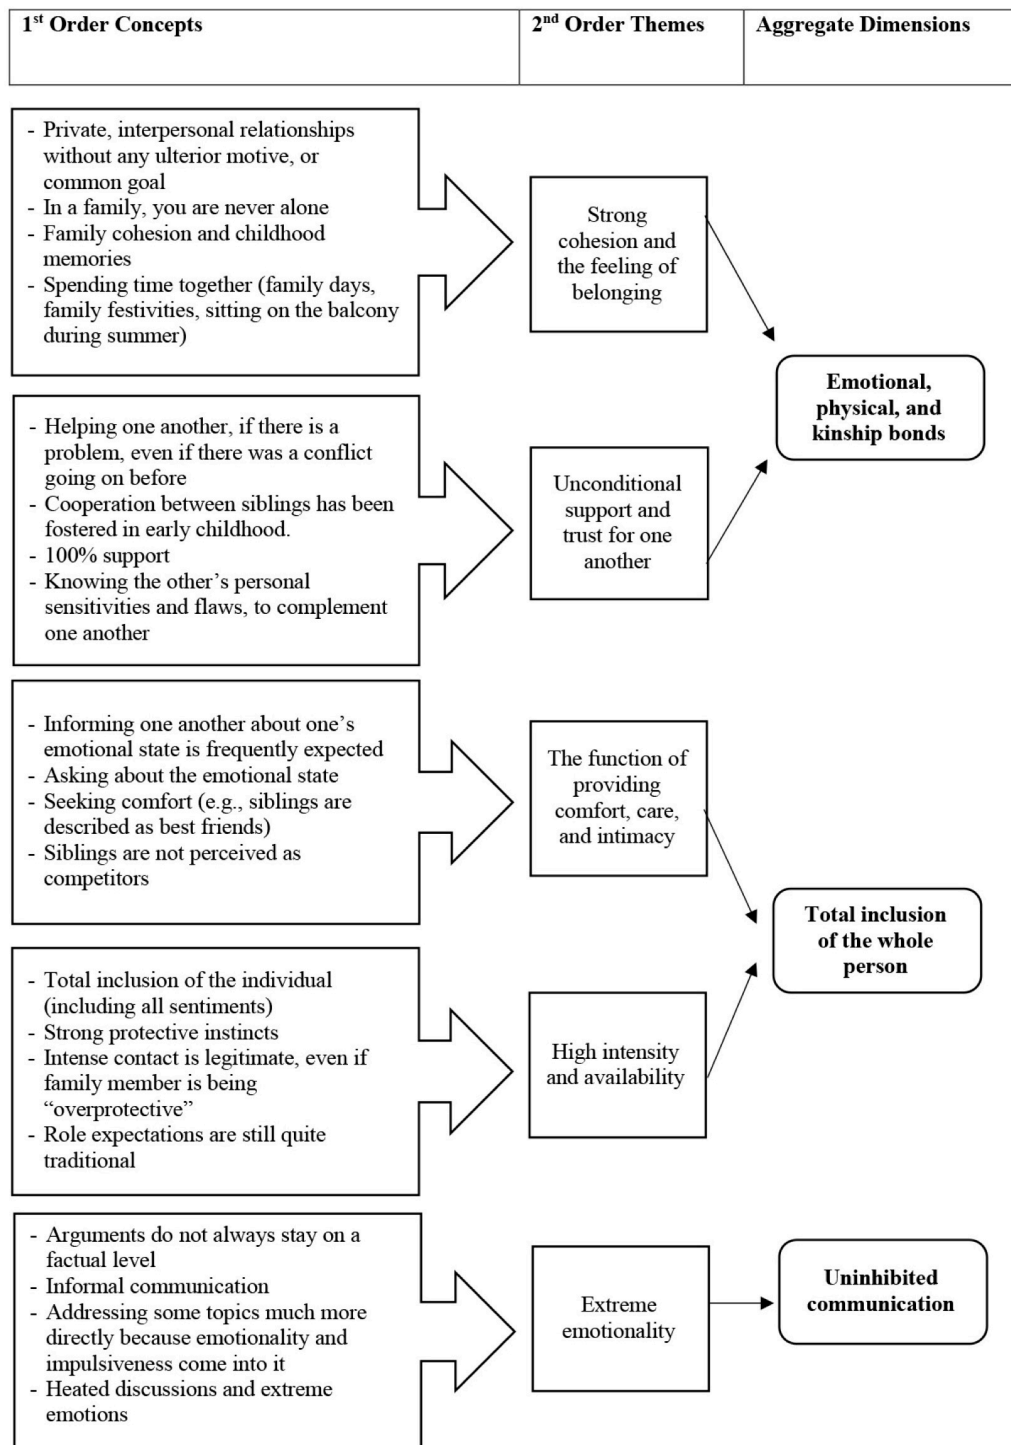 1st Order Concepts
2nd Order Themes
Aggregate Dimensions
- Private, interpersonal relationships
without any ulterior motive, or
common goal
- In a family, you are never alone
- Family cohesion and childhood
memories
- Spending time together (family days,
family festivities, sitting on the balcony
during summer)
Strong
cohesion and
the feeling of
belonging
Emotional,
physical, and
kinship bonds
- Helping one another, if there is a
problem, even if there was a conflict
going on before
- Cooperation between siblings has been
fostered in early childhood.
- 100% support
- Knowing the other's personal
sensitivities and flaws, to complement
one another
Unconditional
support and
trust for one
another
- Informing one another about one's
emotional state is frequently expected
- Asking about the emotional state
- Seeking comfort (e.g., siblings are
described as best friends)
- Siblings are not perceived as
competitors
The function of
providing
comfort, care,
and intimacy
Total inclusion
of the whole
person
- Total inclusion of the individual
(including all sentiments)
- Strong protective instincts
- Intense contact is legitimate, even if
family member is being
“overprotective”
- Role expectations are still quite
traditional
High intensity
and availability
- Arguments do not always stay on a
factual level
- Informal communication
- Addressing some topics much more
directly because emotionality and
impulsiveness come into it
- Heated discussions and extreme
emotions
Extreme
emotionality
Uninhibited
communication